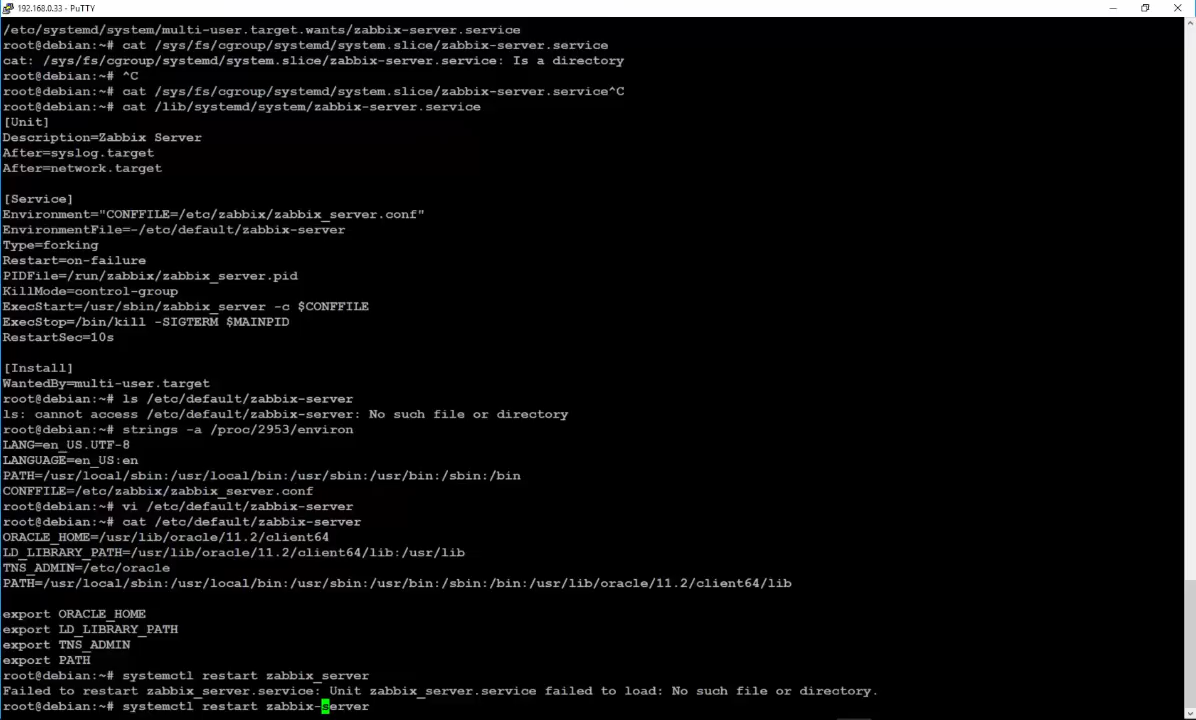 192.168.0.33 - PuTTY
/etc/systemd/system/multi-user.target.wants/zabbix-server.service
root@debian:~# cat /sys/fs/cgroup/systemd/system.slice/zabbix-server.service
cat: /sys/fs/cgroup/systemd/system.slice/zabbix-server.service: Is a directory
root@debian:~# ^C
root@debian:~# cat /sys/fs/cgroup/systemd/system.slice/zabbix-server.service^C
root@debian:~# cat /lib/systemd/system/zabbix-server.service
[Unit]
Description=Zabbix Server
After=syslog.target
After=network.target
[Service]
Environment="CONFFILE=/etc/zabbix/zabbix_server.conf"
EnvironmentFile=-/etc/default/zabbix-server
Type=forking
Restart=on-failure
PIDFile=/run/zabbix/zabbix_server.pid
KillMode=control-group
ExecStart=/usr/sbin/zabbix_server -c $CONFFILE
ExecStop=/bin/kill -SIGTERM $MAINPID
RestartSec=10s
[Install]
WantedBy=multi-user.target
root@debian:~# ls /etc/default/zabbix-server
ls: cannot access /etc/default/zabbix-server: No such file or directory
root@debian:~# strings -a /proc/2953/environ
LANG=en_US.UTF-8
LANGUAGE=en_US:en
PATH=/usr/local/sbin:/usr/local/bin:/usr/sbin:/usr/bin:/sbin:/bin
CONFFILE=/etc/zabbix/zabbix_server.conf
root@debian:~# vi /etc/default/zabbix-server
root@debian:~# cat /etc/default/zabbix-server
ORACLE_HOME=/usr/lib/oracle/11.2/client64
LD_LIBRARY_PATH=/usr/lib/oracle/11.2/client64/lib:/usr/lib
TNS_ADMIN=/etc/oracle
PATH=/usr/local/sbin:/usr/local/bin:/usr/sbin:/usr/bin:/sbin:/bin:/usr/lib/oracle/11.2/client64/lib
export ORACLE_HOME
export LD_LIBRARY_PATH
export TNS_ADMIN
export PATH
root@debian:~# systemctl restart zabbix_server
Failed to restart zabbix_server.service: Unit zabbix_server.service failed to load: No such file or directory.
root@debian:~# systemctl restart zabbix-server